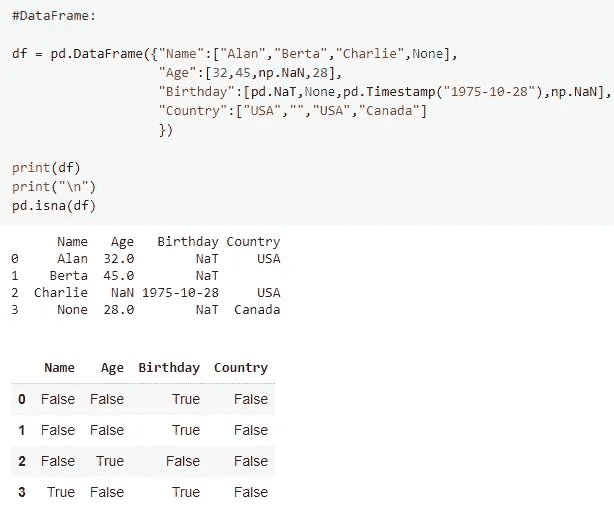 #DataFrame:
df = pd.DataFrame({"Name":["Alan","Berta","Charlie",None],
"Age":[32,45,np.NaN,28],
"Birthday":[pd.NaT,None,pd.Timestamp("1975-10-28"),np.NaN],
"Country":["USA","","USA","Canada"]
})
print(df)
print("\n")
pd.isna(df)
Name Age Birthday Country
0 Alan 32.0 NaT USA
1 Berta 45.0 NaT
2 Charlie NaN 1975-10-28 USA
3 None 28.0 NaT Canada
Name Age Birthday Country
0 False False True False
1 False False True False
2 False True False False
3 True False True False